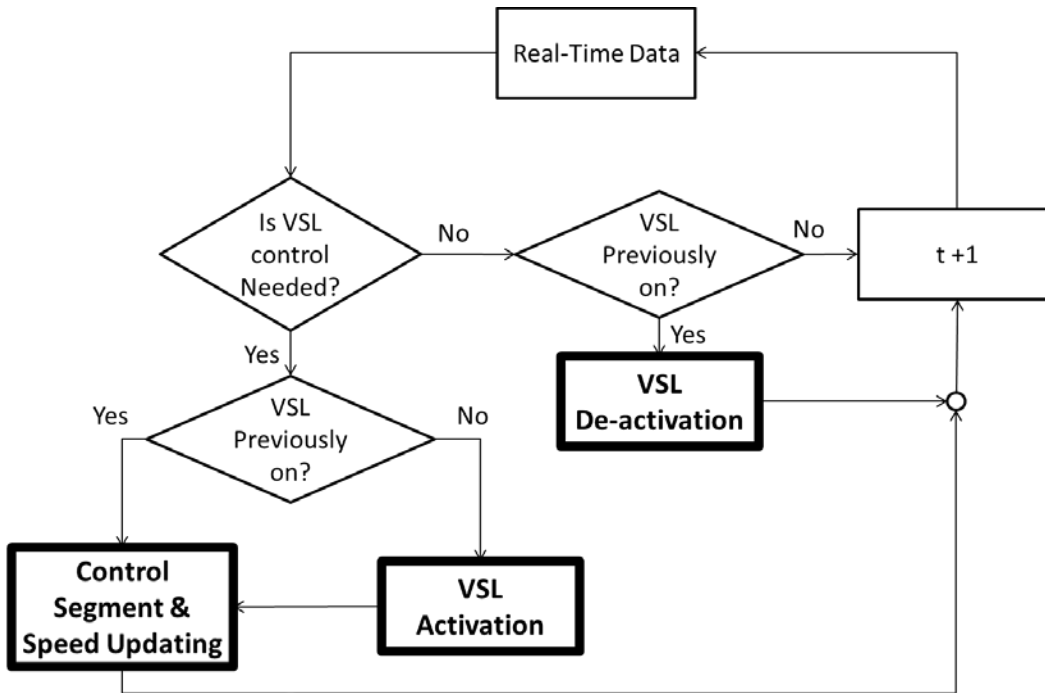 Real-Time Data
Is VSL
control
Needed?
No
VSL
Previously
on?
No
t +1
Yes
Yes
VSL
De-activation
Yes
VSL
Previously
on?
No
Control
Segment &
Speed Updating
VSL
Activation